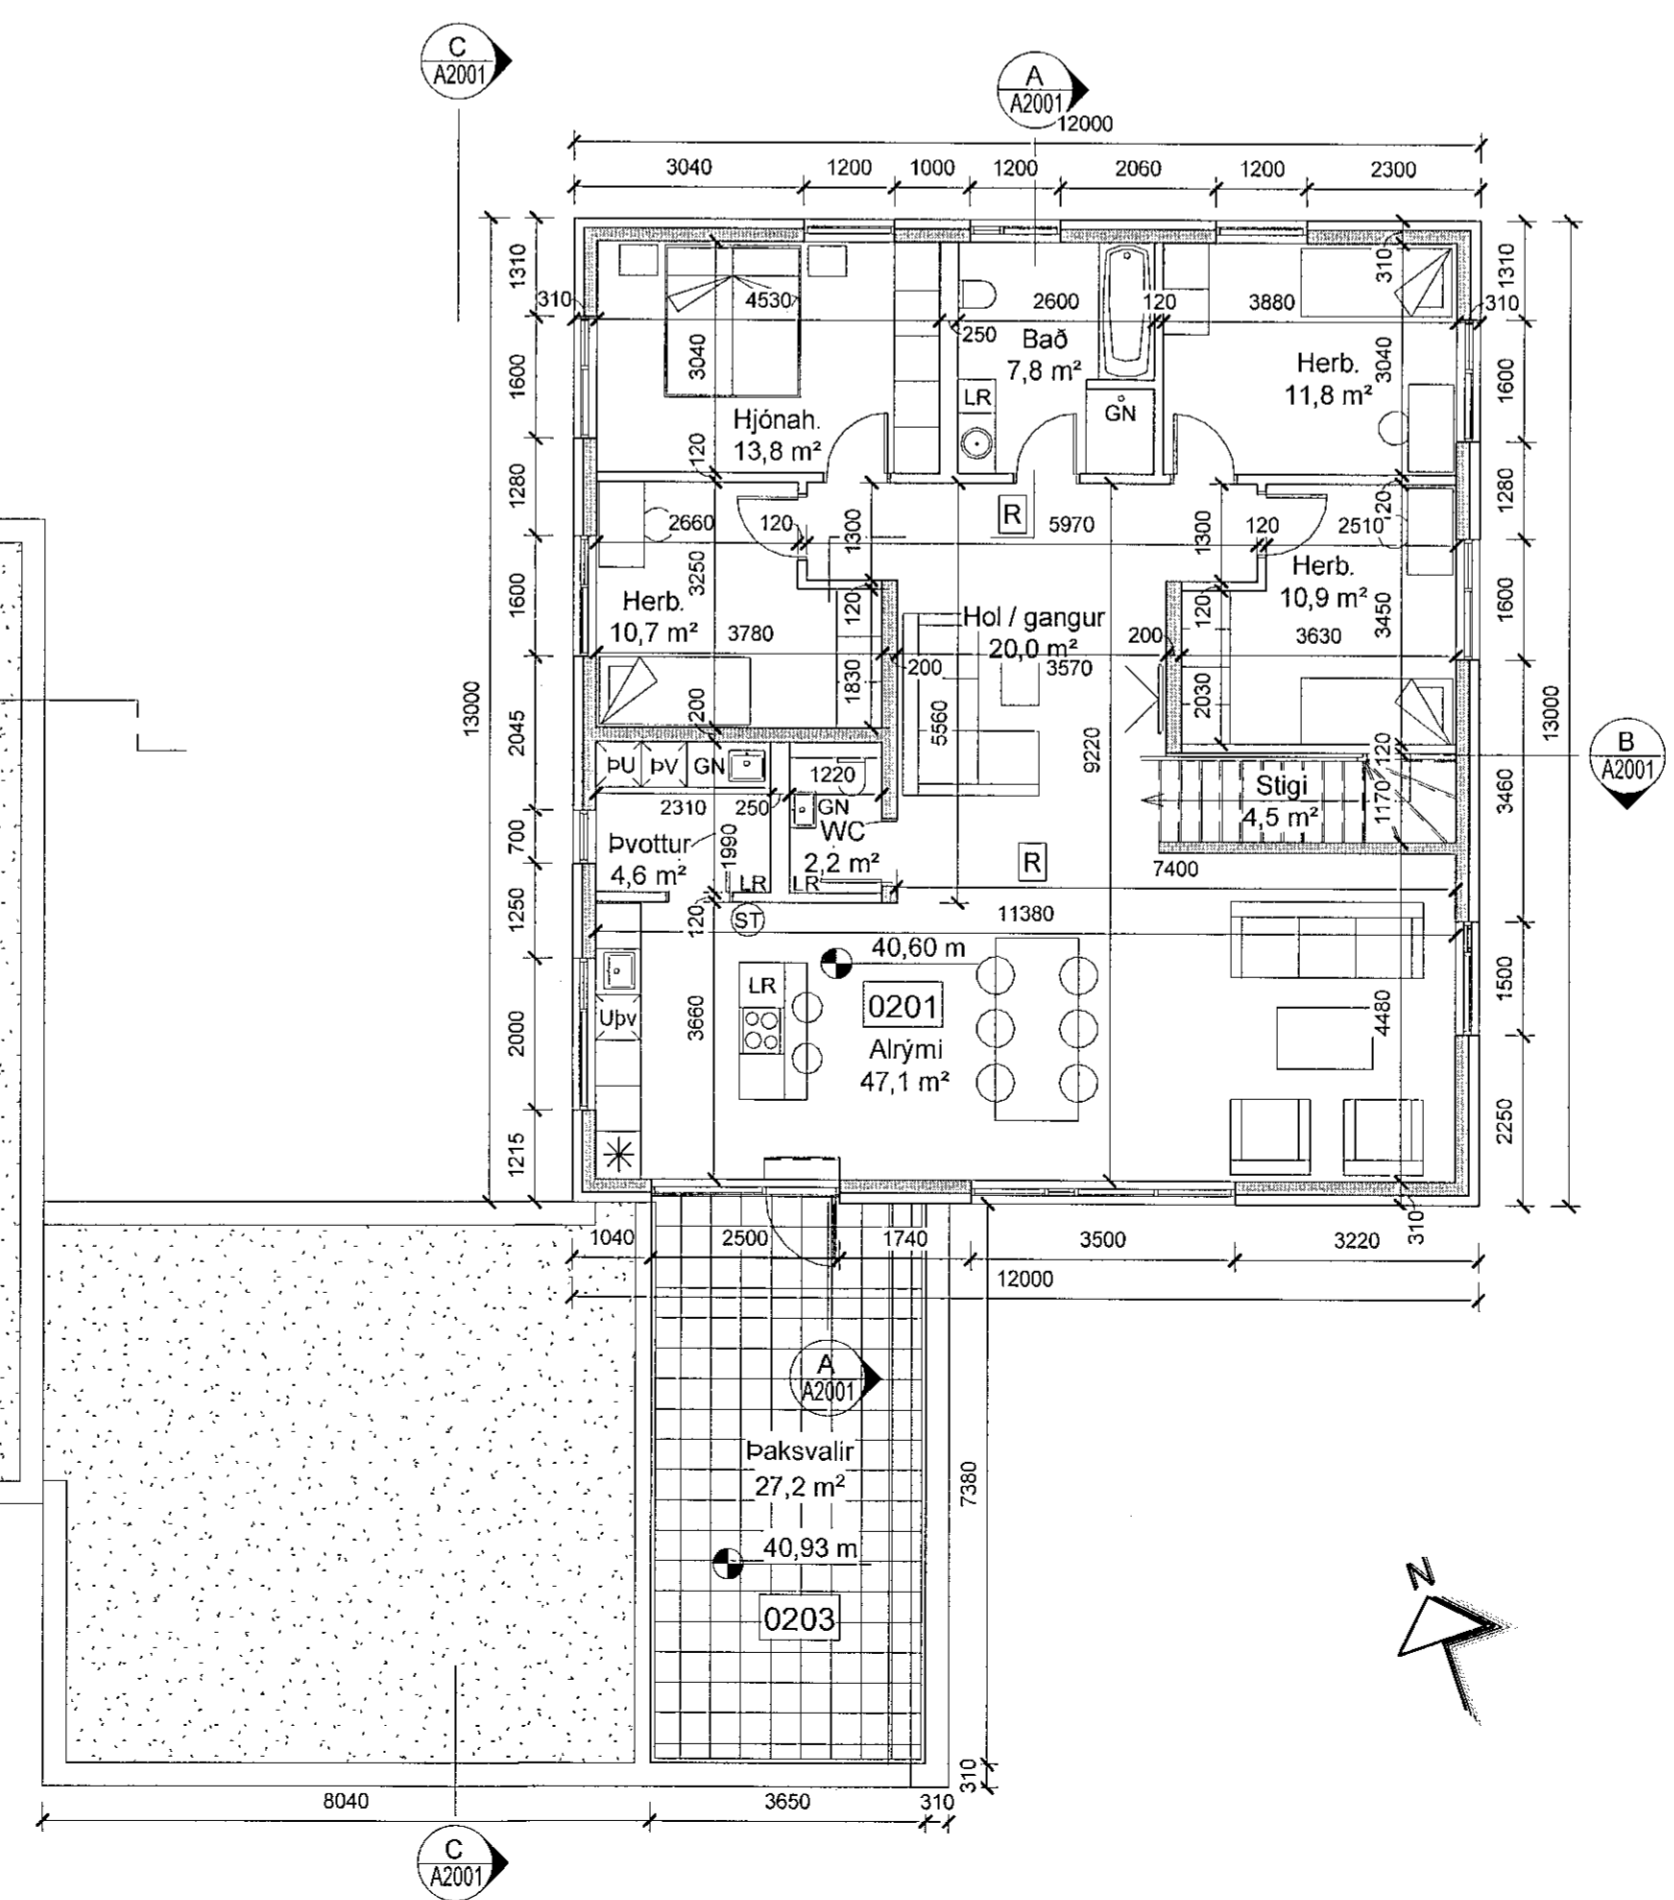 C
A2001
A
A2001
12000
3040 1200 1000 1200 2060 1200 2300
1310
310
4530
2600
120
3880
310
310
1310
250
Bað
7,8 m²
3040
Herb.
11,8 m²
3040
1600
1600
LR
GN
Hjónah.
13,8 m²
120
1280
1280
R
2660
120
1300
5970
1300
120
2510
120
3250
Herb.
10,7 m²
120
Hol / gangur
20,0 m²
Herb.
10,9 m²
120
3450
1600
1600
3780
200
3570
200
3630
1830
2030
200
13000
13000
2045
5560
9220
120
B
A2001
ÞU
ÞV
GN
1220
2310
250
GN
WC
2,2 m²
Stigi
4,5 m²
1170
3460
700
Þvottur
4,6 m²
1990
LR
LR
R
7400
1250
120
ST
11380
40,60 m
LR
0201
Alrými
47,1 m²
Uþv
3660
4480
1500
2000
2250
1215
1040 2500 1740 3500 3220
310
12000
A
A2001
Þaksvalir
27,2 m²
7380
40,93 m
0203
N
310
8040 3650 310
C
A2001